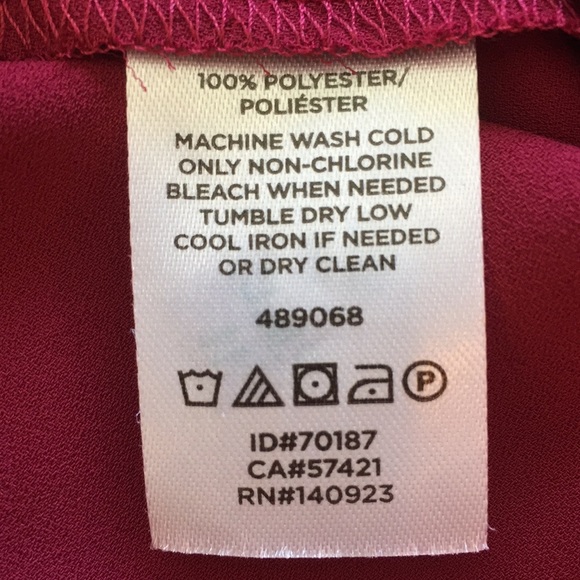 100% POLYESTER/
POLIÉSTER
MACHINE WASH COLD
ONLY NON-CHLORINE
BLEACH WHEN NEEDED
TUMBLE DRY LOW
COOL IRON IF NEEDED
OR DRY CLEAN
489068
P
ID#70187
CA#57421
RN#140923